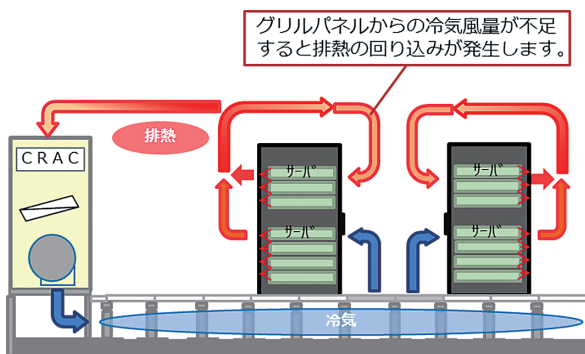 グリルパネルからの冷気風量が不足
すると排熱の回り込みが発生します。
排熱
CRAC
サーバ
サーバ
サーバ
サーバ
冷気